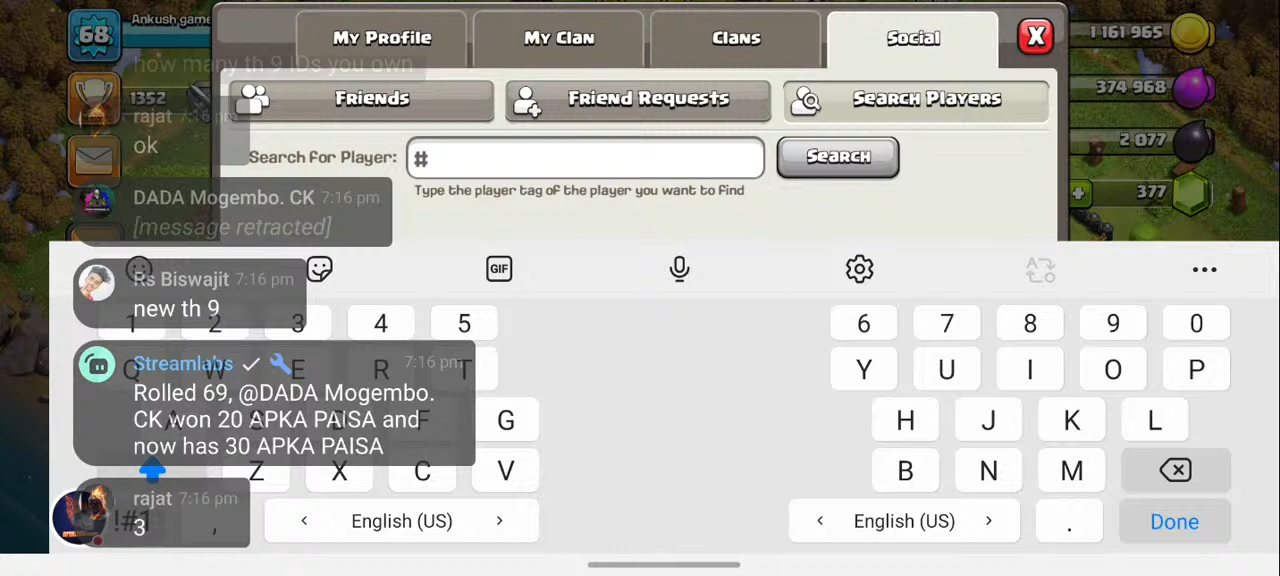 68
Ankush game
My Profile
My Clan
Clans
Social
X
1 161 965
how many th 9 IDs you own
1352
Friends
Friend Requests
Search Players
374 968
rajat 7:16 pm
ok
Search for Player:
#
Search
2 077
Type the player tag of the player you want to find
377
DADA Mogembo. CK 7:16 pm
[message retracted]
GIF
Rs Biswajit 7:16 pm
new th 9
1 2 3 4 5 6 7 8 9 0
Streamlabs 7:16 pm
Rolled 69, @DADA Mogembo.
CK won 20 APKA PAISA and
now has 30 APKA PAISA
Q W E R T Y U I O P
A S D F G H J K L
Z X C V B N M
rajat 7:16 pm
3
!#1 , < English (US) > < English (US) > . Done